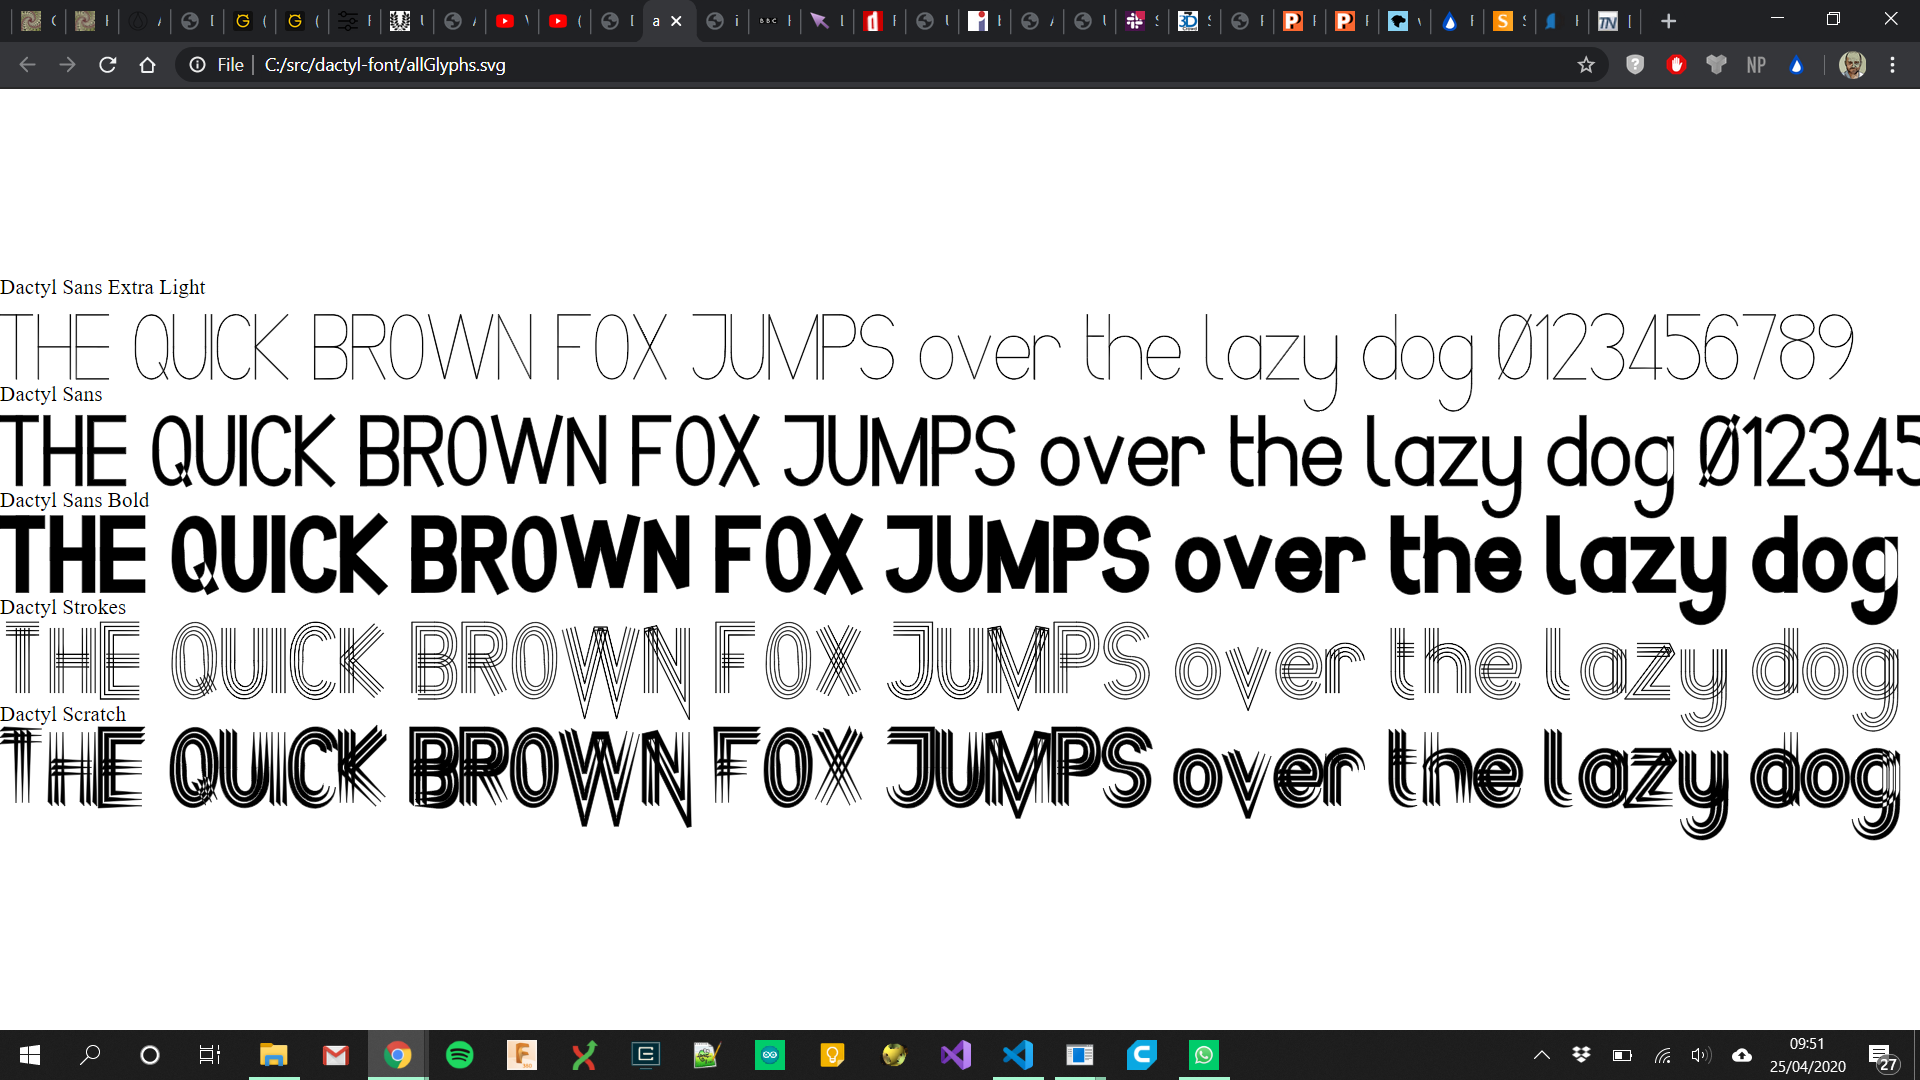 File C:/src/dactyl-font/allGlyphs.svg
NP
Dactyl Sans Extra Light
THE QUICK BROWN FOX JUMPS over the lazy dog 0123456789
Dactyl Sans
THE QUICK BROWN FOX JUMPS over the lazy dog 012345
Dactyl Sans Bold
THE QUICK BROWN FOX JUMPS over the lazy dog
Dactyl Strokes
THE QUICK BROWN FOX JUMPS over the lazy dog
Dactyl Scratch
THE QUICK BROWN FOX JUMPS over the lazy dog
09:51
25/04/2020
27